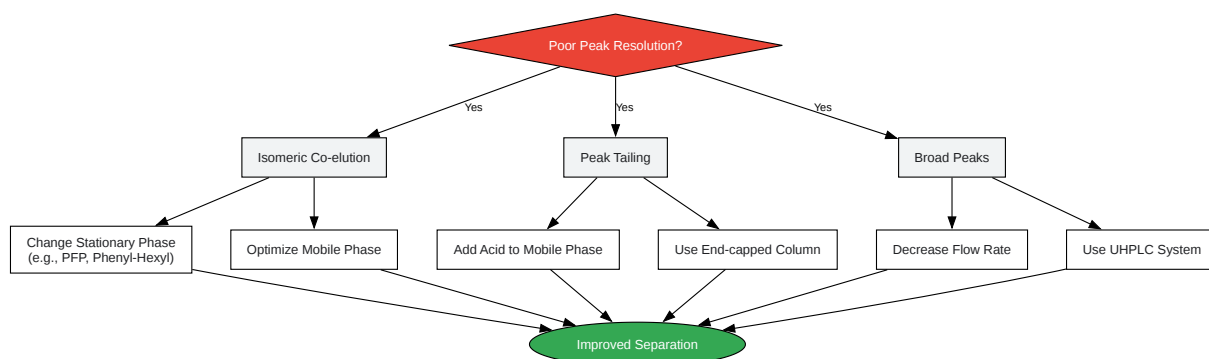 Poor Peak Resolution?
Yes
Yes
Yes
Isomeric Co-elution
Peak Tailing
Broad Peaks
Change Stationary Phase
(e.g., PFP, Phenyl-Hexyl)
Optimize Mobile Phase
Add Acid to Mobile Phase
Use End-capped Column
Decrease Flow Rate
Use UHPLC System
Improved Separation